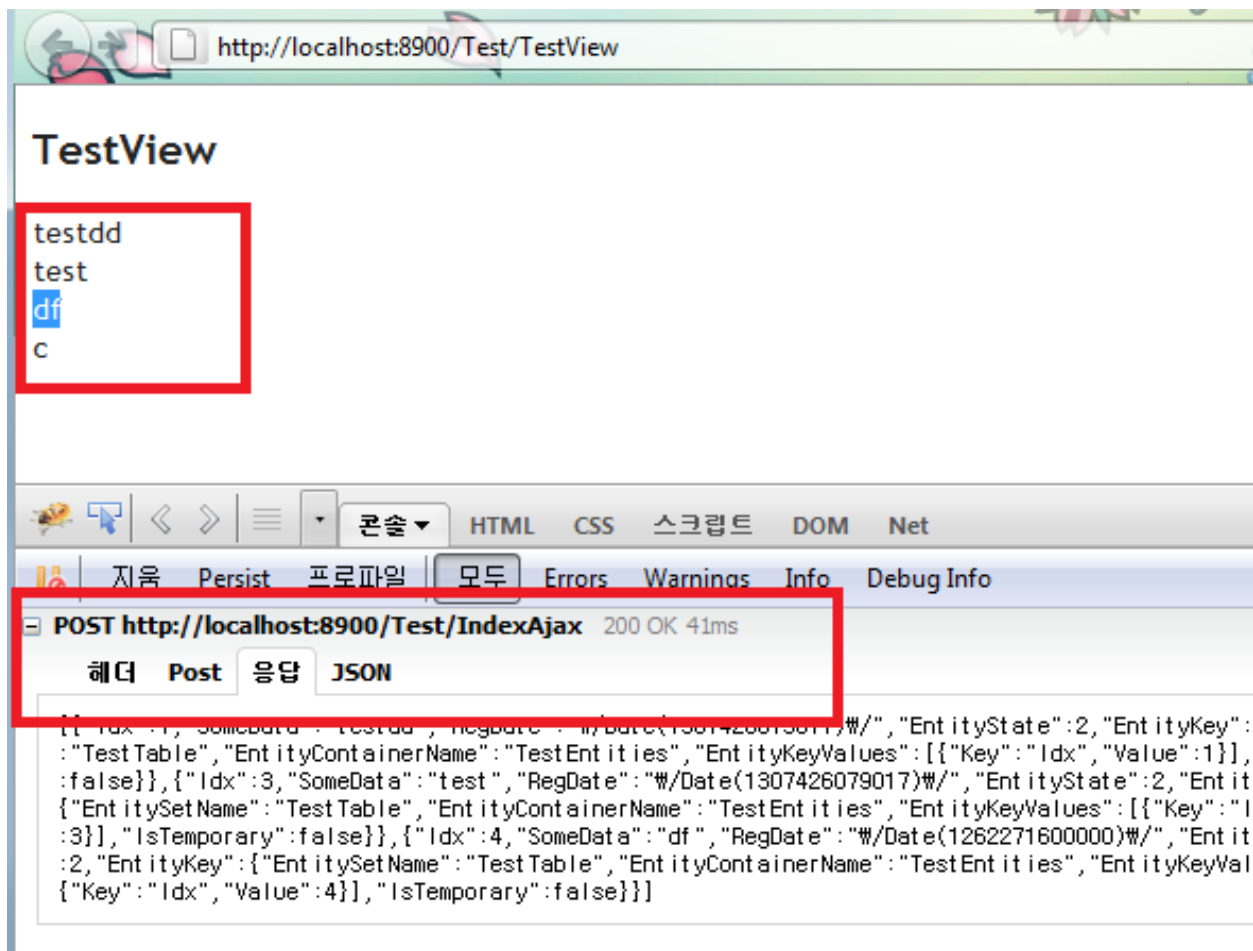 http://localhost:8900/Test/TestView
TestView
testdd
test
df
c
콘솔 HTML CSS 스크립트 DOM Net
지움 Persist 프로파일 모두 Errors Warnings Info Debug Info
POST http://localhost:8900/Test/IndexAjax 200 OK 41ms
헤더 Post 응답 JSON
₩/","EntityState":2,"EntityKey":
:"TestTable","EntityContainerName":"TestEntities","EntityKeyValues":[{"Key":"Idx","Value":1}],
:false}},{"Idx":3,"SomeData":"test","RegDate":"₩/Date(1307426079017)₩/","EntityState":2,"Entit
{"EntitySetName":"TestTable","EntityContainerName":"TestEntities","EntityKeyValues":[{"Key":"I
:3}],"IsTemporary":false}},{"Idx":4,"SomeData":"df","RegDate":"₩/Date(1262271600000)₩/","Entit
:2,"EntityKey":{"EntitySetName":"TestTable","EntityContainerName":"TestEntities","EntityKeyVal
{"Key":"Idx","Value":4}],"IsTemporary":false}}]